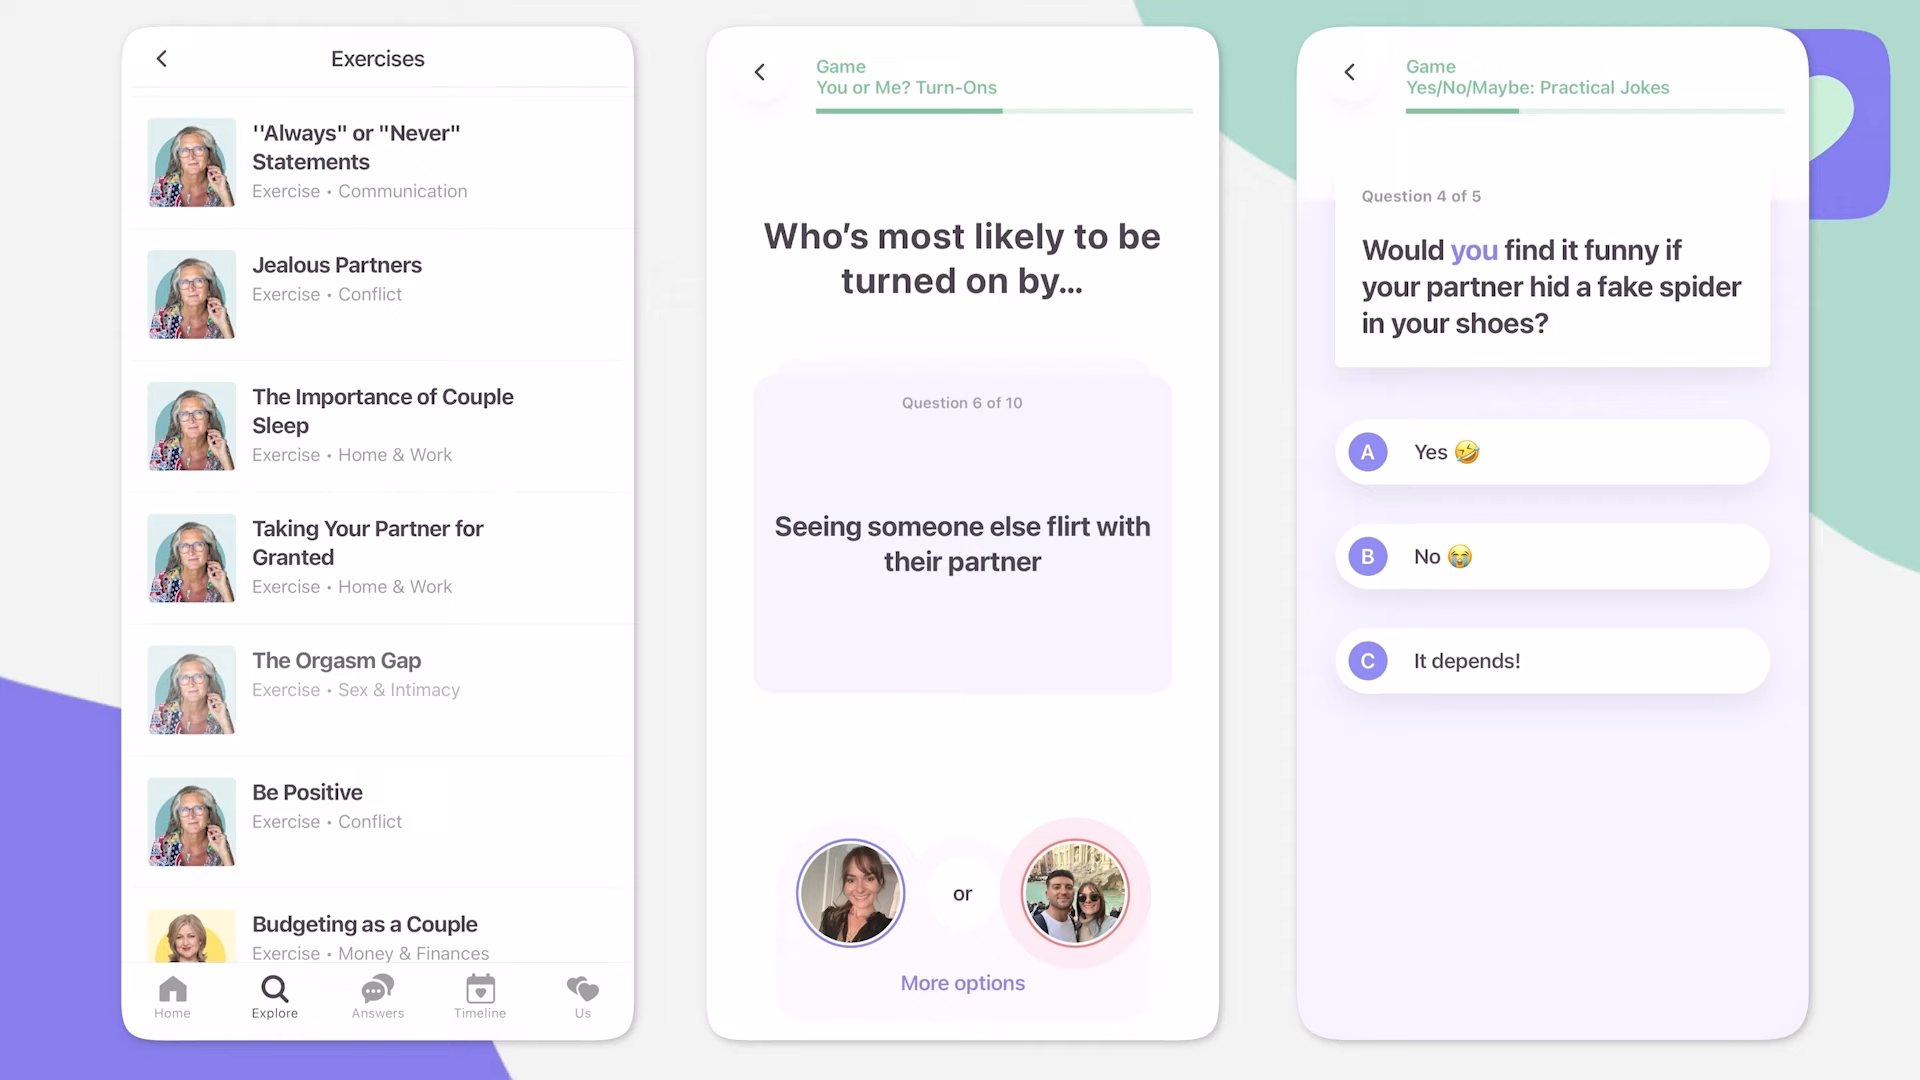 Exercises
''Always" or "Never"
Statements
Exercise • Communication
Jealous Partners
Exercise • Conflict
The Importance of Couple
Sleep
Exercise • Home & Work
Taking Your Partner for
Granted
Exercise • Home & Work
The Orgasm Gap
Exercise • Sex & Intimacy
Be Positive
Exercise • Conflict
Budgeting as a Couple
Exercise • Money & Finances
Home
Explore
Answers
Timeline
Us
Game
You or Me? Turn-Ons
Who’s most likely to be
turned on by...
Question 6 of 10
Seeing someone else flirt with
their partner
or
More options
Game
Yes/No/Maybe: Practical Jokes
Question 4 of 5
Would you find it funny if
your partner hid a fake spider
in your shoes?
A Yes 🤣
B No 😭
C It depends!